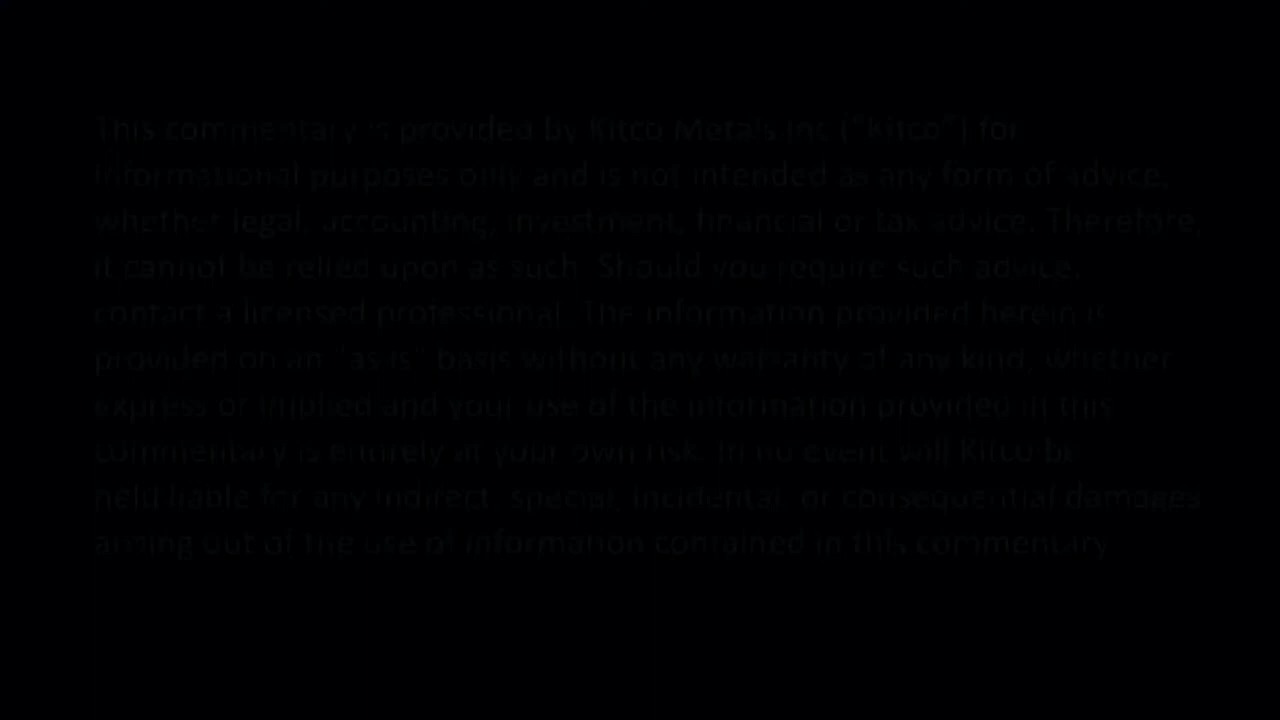 This commentary is provided by Kitco Metals Inc ("Kitco") for
informational purposes only and is not intended as any form of advice,
whether legal, accounting, investment, financial or tax advice. Therefore,
it cannot be relied upon as such. Should you require such advice,
contact a licensed professional. The information provided herein is
provided on an "as is" basis without any warranty of any kind, whether
express or implied and your use of the information provided in this
commentary is entirely at your own risk. In no event will Kitco be
held liable for any indirect, special, incidental, or consequential damages
arising out of the use of information contained in this commentary